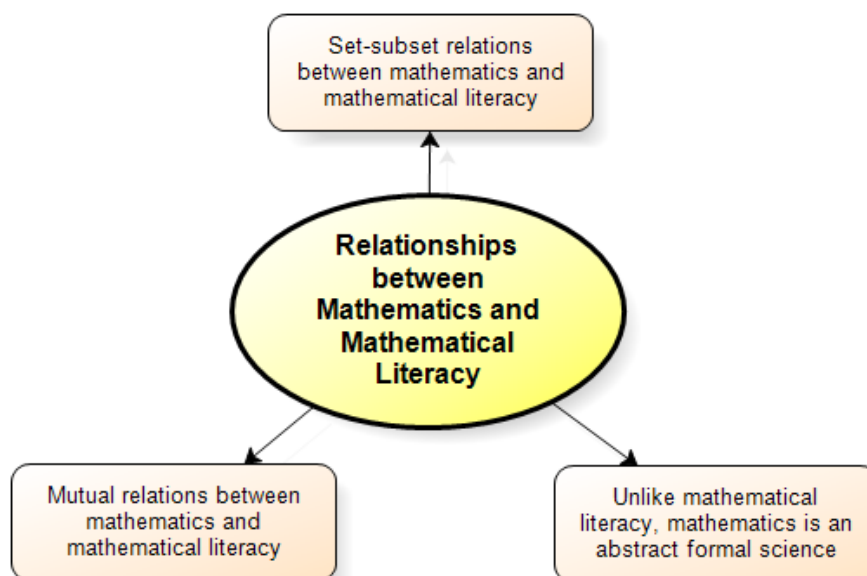 Set-subset relations
between mathematics and
mathematical literacy
Relationships
between
Mathematics and
Mathematical
Literacy
Mutual relations between
mathematics and
mathematical literacy
Unlike mathematical
literacy, mathematics is an
abstract formal science